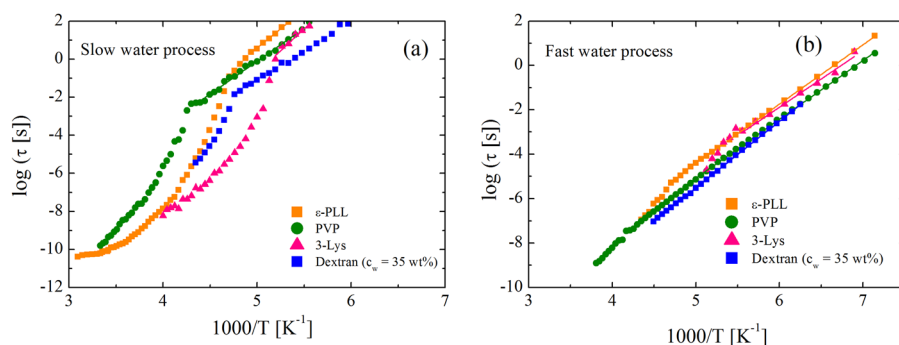 Slow water process
(a)
2
0
-2
-4
-6
-8
-10
-12
log (τ [s])
ε-PLL
PVP
3-Lys
Dextran (c_w = 35 wt%)
3 4 5 6 7
1000/T [K⁻¹]
Fast water process
(b)
2
0
-2
-4
-6
-8
-10
log (τ [s])
ε-PLL
PVP
3-Lys
Dextran (c_w = 35 wt%)
4 5 6 7
1000/T [K⁻¹]